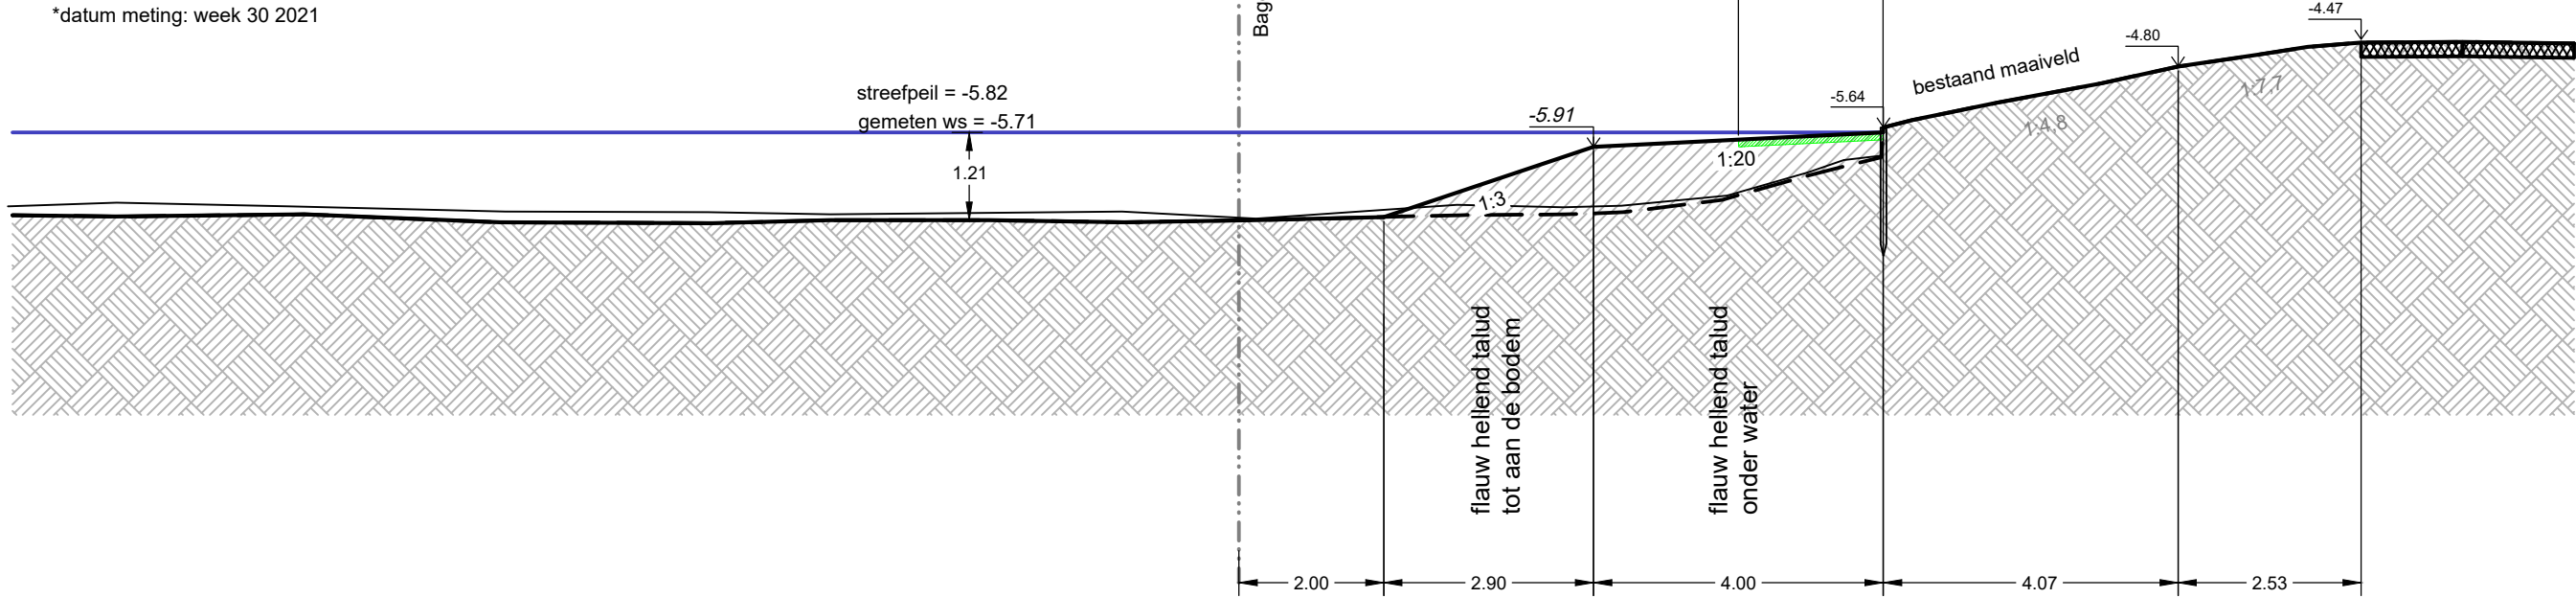 *datum meting: week 30 2021
Bag
-4.47
-4.80
bestaand maaiveld
1:7,7
streefpeil = -5.82
-5.64
gemeten ws = -5.71
-5.91
1:4,8
1:20
1.21
1:3
flauw hellend talud
tot aan de bodem
flauw hellend talud
onder water
2.00
2.90
4.00
4.07
2.53